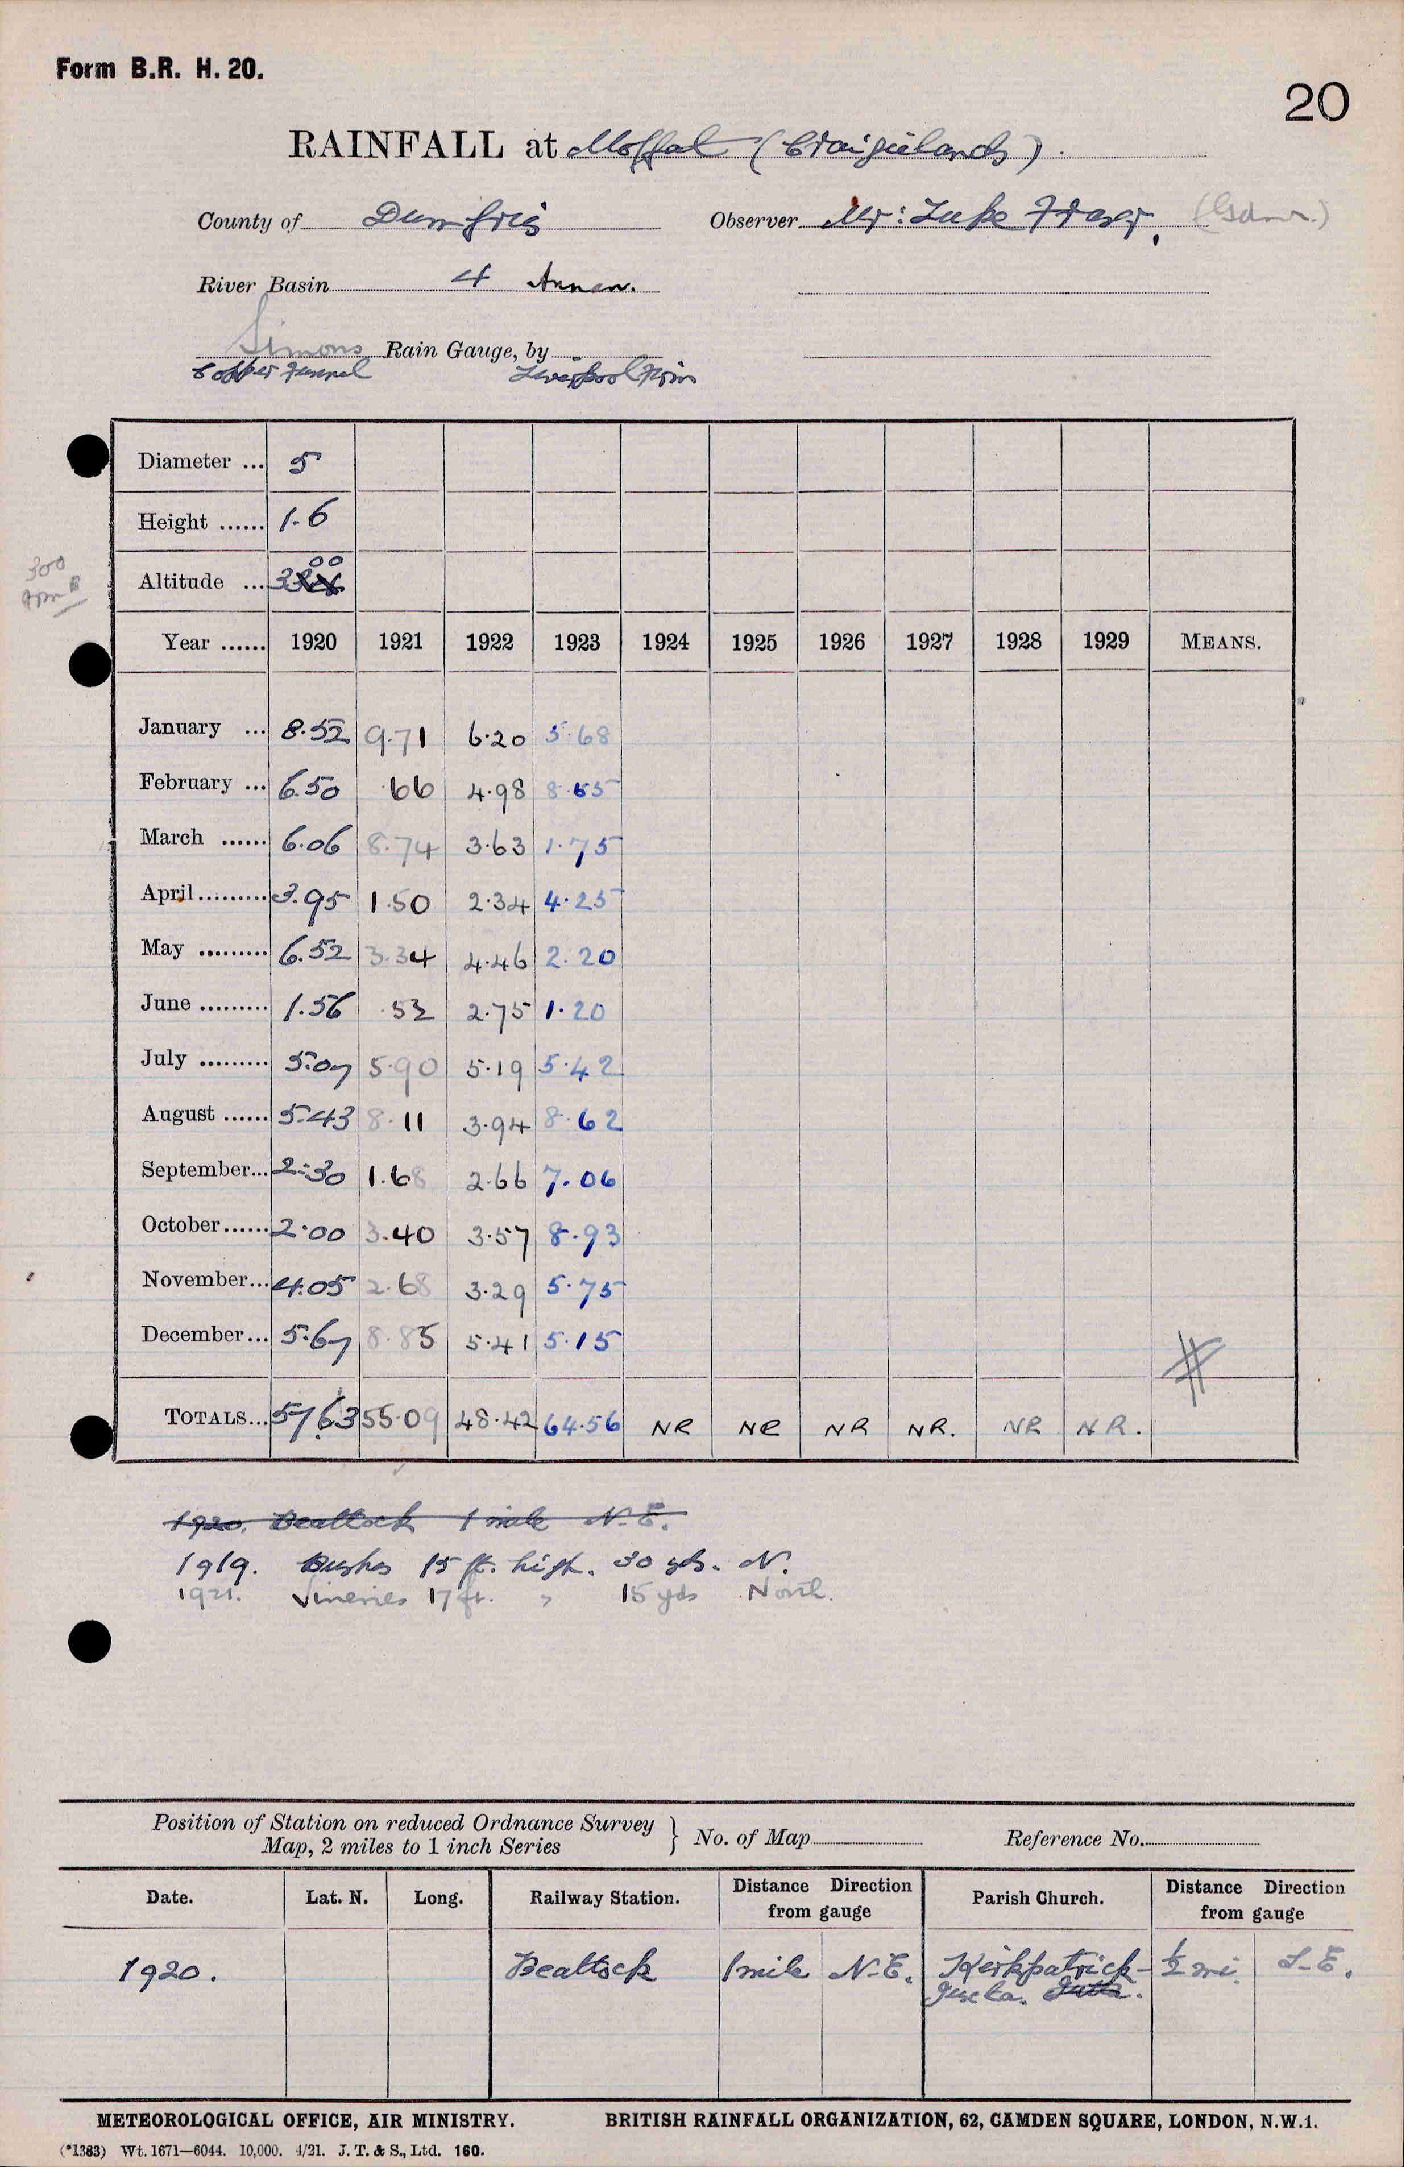 Form B.R. H. 20.
20
RAINFALL at Moffat (Craigielands).
County of Dumfries Observer Mr: Luke Fraser, (Gdnr.)
River Basin 4 Annan.
Simons Rain Gauge, by
Copper Funnel Liverpool Firm
Diameter ... 5
Height ...... 1.6
300
Altitude ... 3 00
Year ...... 1920 1921 1922 1923 1924 1925 1926 1927 1928 1929 MEANS.
January ... 8.52 9.71 6.20 5.68
February ... 6.50 .66 4.98 8.55
March ...... 6.06 8.74 3.63 1.75
April ......... 3.95 1.50 2.34 4.25
May ......... 6.52 3.34 4.46 2.20
June ......... 1.56 .52 2.75 1.20
July ......... 5.07 5.90 5.19 5.42
August ...... 5.43 8.11 3.94 8.62
September... 2.30 1.68 2.66 7.06
October ...... 2.00 3.40 3.57 8.93
November... 4.05 2.68 3.29 5.75
December... 5.67 8.85 5.41 5.15
#
TOTALS... 57.63 55.09 48.42 64.56 NR NR NR NR. NR NR.
1920. Beattock 1 mile N.E.
1919. Bushes 15 ft. high. 30 yds. N.
1921. Vineries 17 ft. " 15 yds North.
Position of Station on reduced Ordnance Survey
Map, 2 miles to 1 inch Series } No. of Map Reference No.
Date. Lat. N. Long. Railway Station. Distance Direction from gauge Parish Church. Distance Direction from gauge
1920. Beattock 1 mile N.E. Kirkpatrick- ½ mi. S.E.
Juxta. Jutta.
METEOROLOGICAL OFFICE, AIR MINISTRY. BRITISH RAINFALL ORGANIZATION, 62, CAMDEN SQUARE, LONDON, N.W.1.
(*1383) Wt. 1671—6044. 10,000. 4/21. J. T. & S., Ltd. 160.